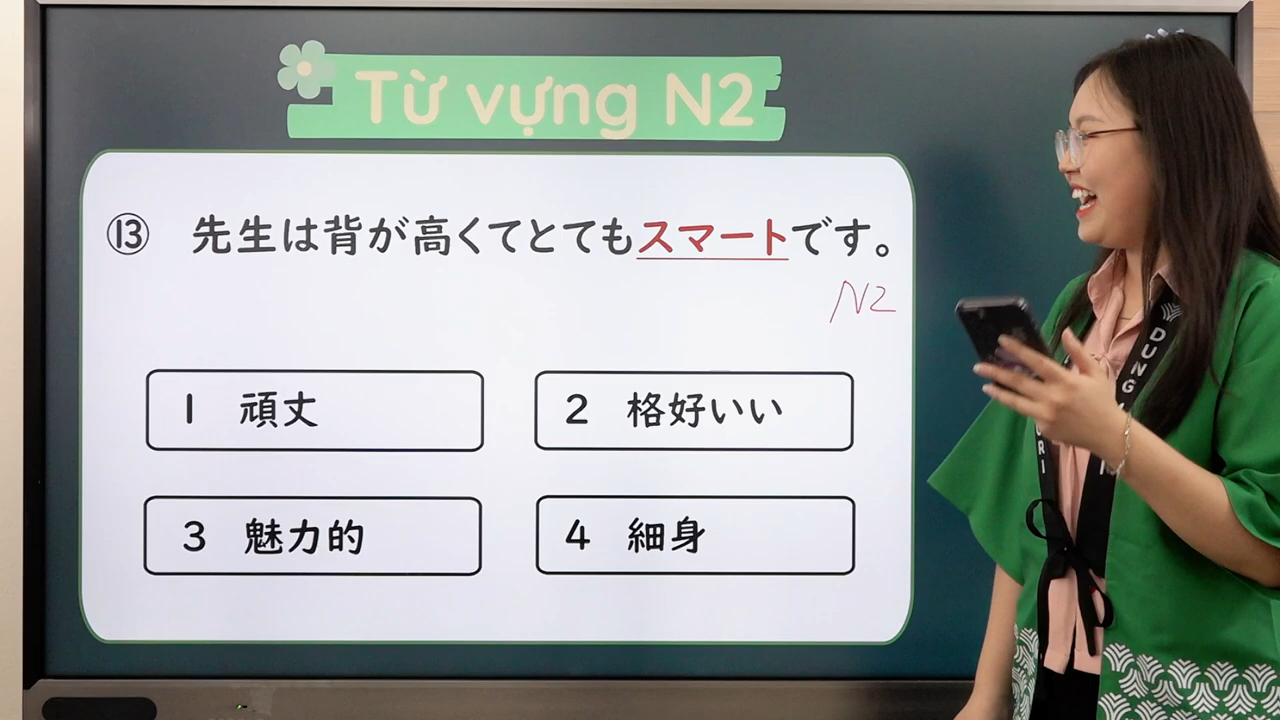 Từ vựng N2
⑬ 先生は背が高くてとてもスマートです。
N2
1 頑丈
2 格好いい
3 魅力的
4 細身
DUNG